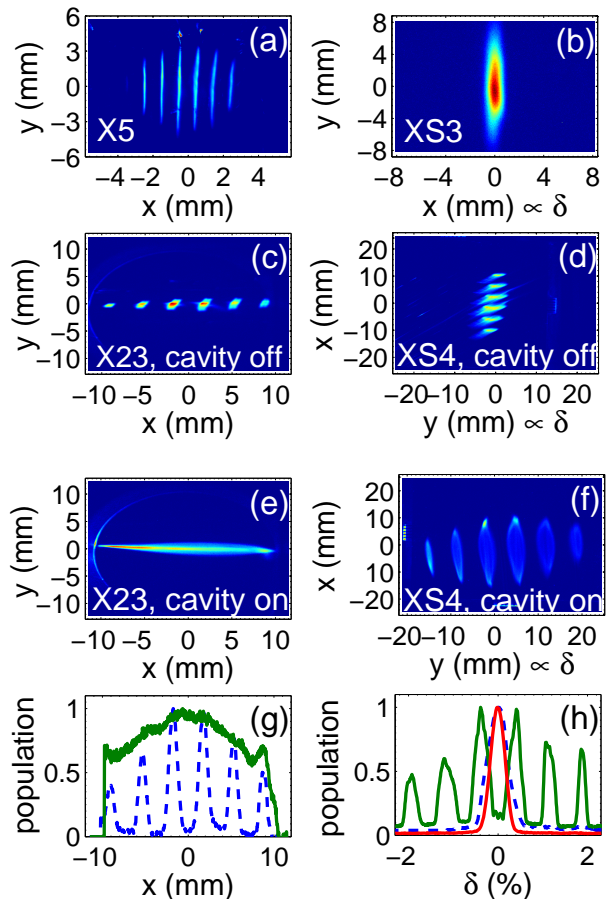 (a)
X5
y (mm)
6
3
0
−3
−6
−4 −2 0 2 4
x (mm)
(b)
XS3
y (mm)
8
4
0
−4
−8
−8 −4 0 4 8
x (mm) ∝ δ
(c)
X23, cavity off
y (mm)
10
5
0
−5
−10
−10 −5 0 5 10
x (mm)
(d)
XS4, cavity off
x (mm)
20
10
0
−10
−20
−20 −10 0 10 20
y (mm) ∝ δ
(e)
X23, cavity on
y (mm)
10
5
0
−5
−10
−10 −5 0 5 10
x (mm)
(f)
XS4, cavity on
x (mm)
20
10
0
−10
−20
−20 −10 0 10 20
y (mm) ∝ δ
(g)
population
1
0.5
0
−10 −5 0 5 10
x (mm)
(h)
population
1
0.5
0
−2 0 2
δ (%)